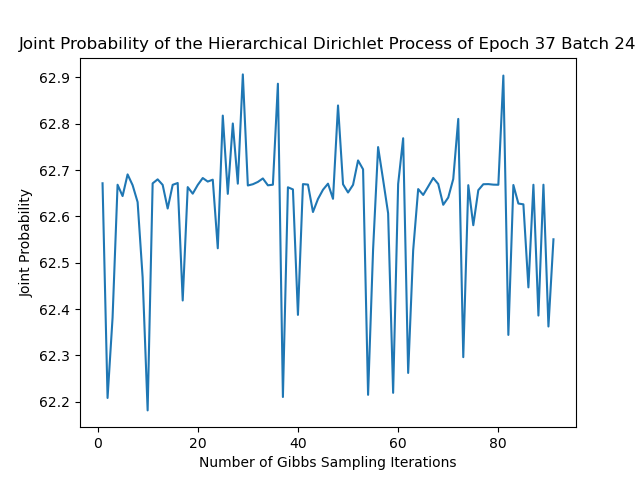 Joint Probability of the Hierarchical Dirichlet Process of Epoch 37 Batch 24
62.9
62.8
62.7
62.6
62.5
62.4
62.3
62.2
Joint Probability
0 20 40 60 80
Number of Gibbs Sampling Iterations